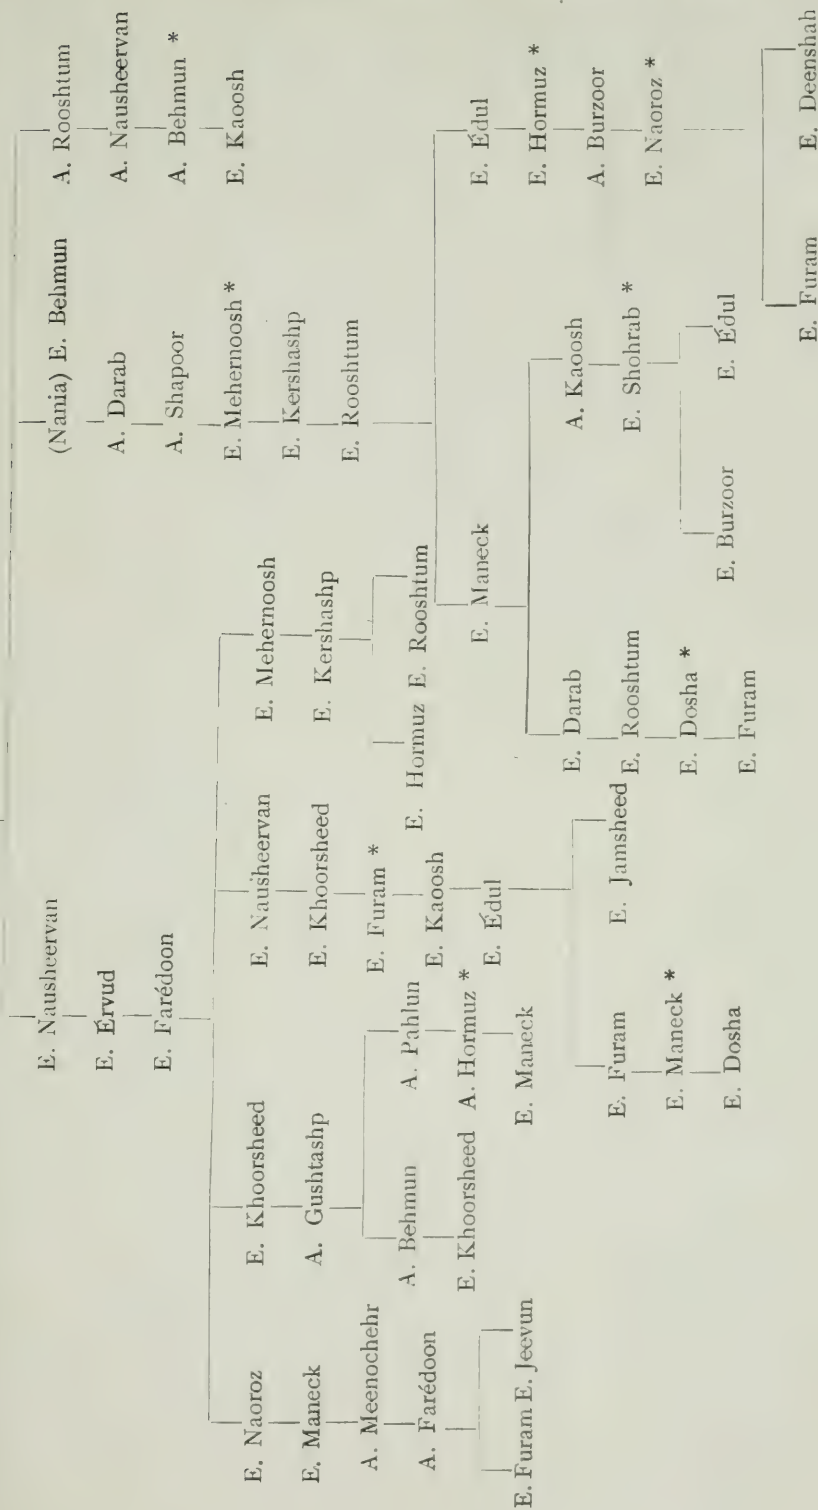 E. Nausheervan (Nania) E. Behmun A. Rooshtum
E. Érvud A. Darab A. Nausheervan
E. Farédoon A. Shapoor A. Behmun *
E. Mehernoosh * E. Kaoosh
E. Naoroz E. Khoorsheed E. Nausheervan E. Mehernoosh
E. Kershashp
E. Maneck A. Gushtashp E. Khoorsheed E. Kershashp
E. Rooshtum
A. Meenochehr E. Furam *
A. Behmun A. Pahlun E. Hormuz E. Rooshtum
A. Farédoon E. Kaoosh
E. Khoorsheed A. Hormuz *
E. Édul E. Maneck E. Édul
E. Furam E. Jeevun E. Maneck
E. Hormuz *
E. Darab A. Kaoosh
A. Burzoor
E. Furam E. Jamsheed
E. Rooshtum E. Shohrab *
E. Naoroz *
E. Maneck *
E. Dosha *
E. Burzoor E. Édul
E. Dosha
E. Furam
E. Furam E. Deenshah